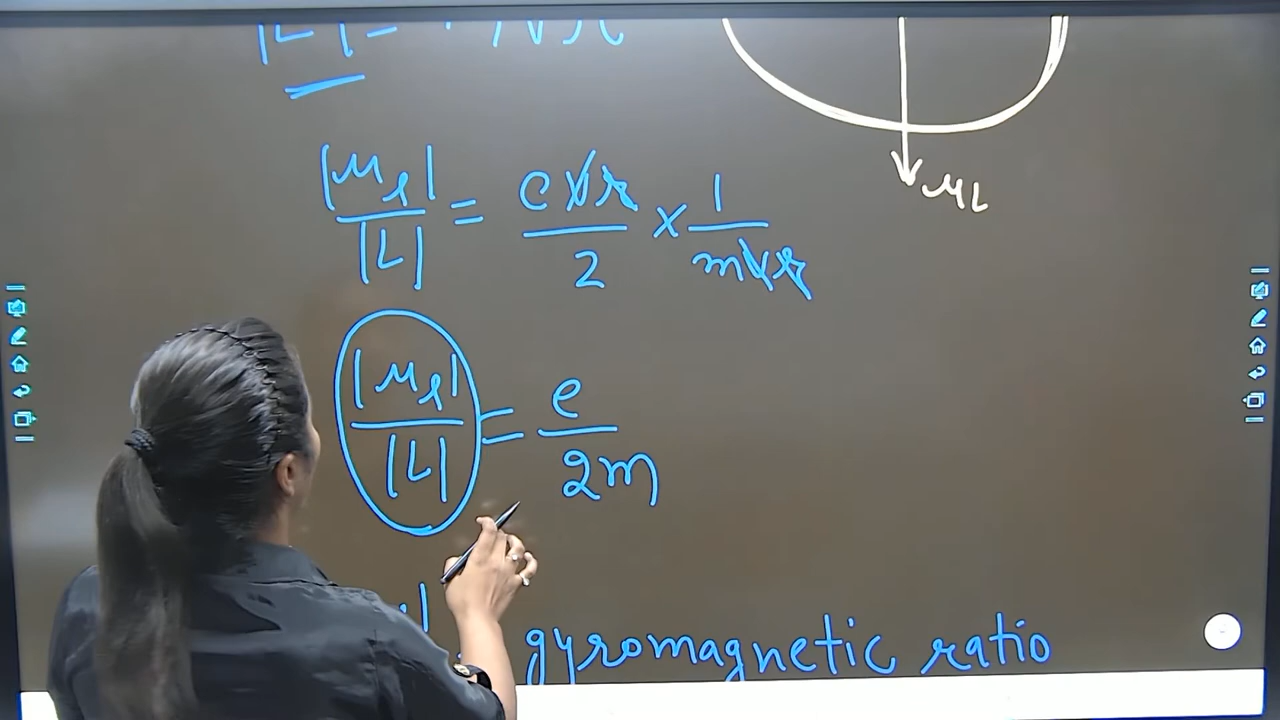 |L| =
μL
|μₗ| / |L| = evr / 2 × 1 / mvr
|μₗ| / |L| = e / 2m
gyromagnetic ratio